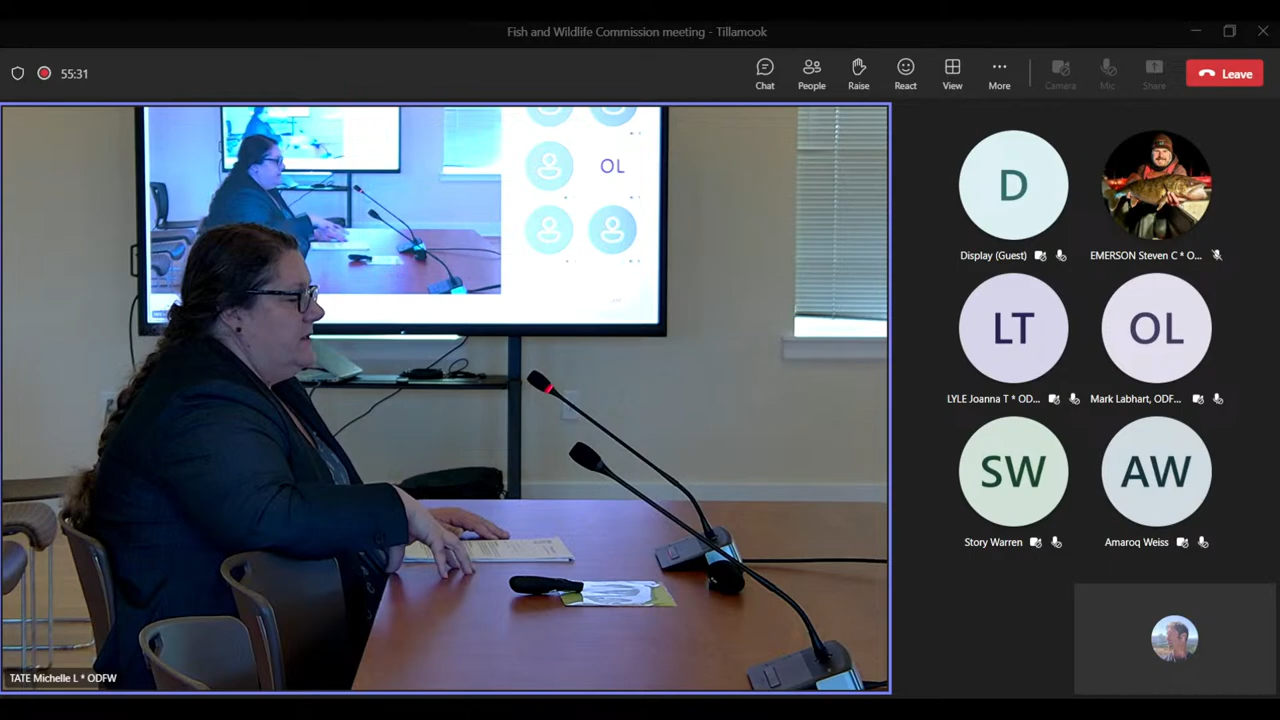 Fish and Wildlife Commission meeting - Tillamook
55:31
Chat
People
Raise
React
View
More
Camera
Mic
Share
Leave
OL
D
Display (Guest)
EMERSON Steven C * O...
LT
LYLE Joanna T * OD...
OL
Mark Labhart, ODF...
SW
Story Warren
AW
Amaroq Weiss
TATE Michelle L * ODFW